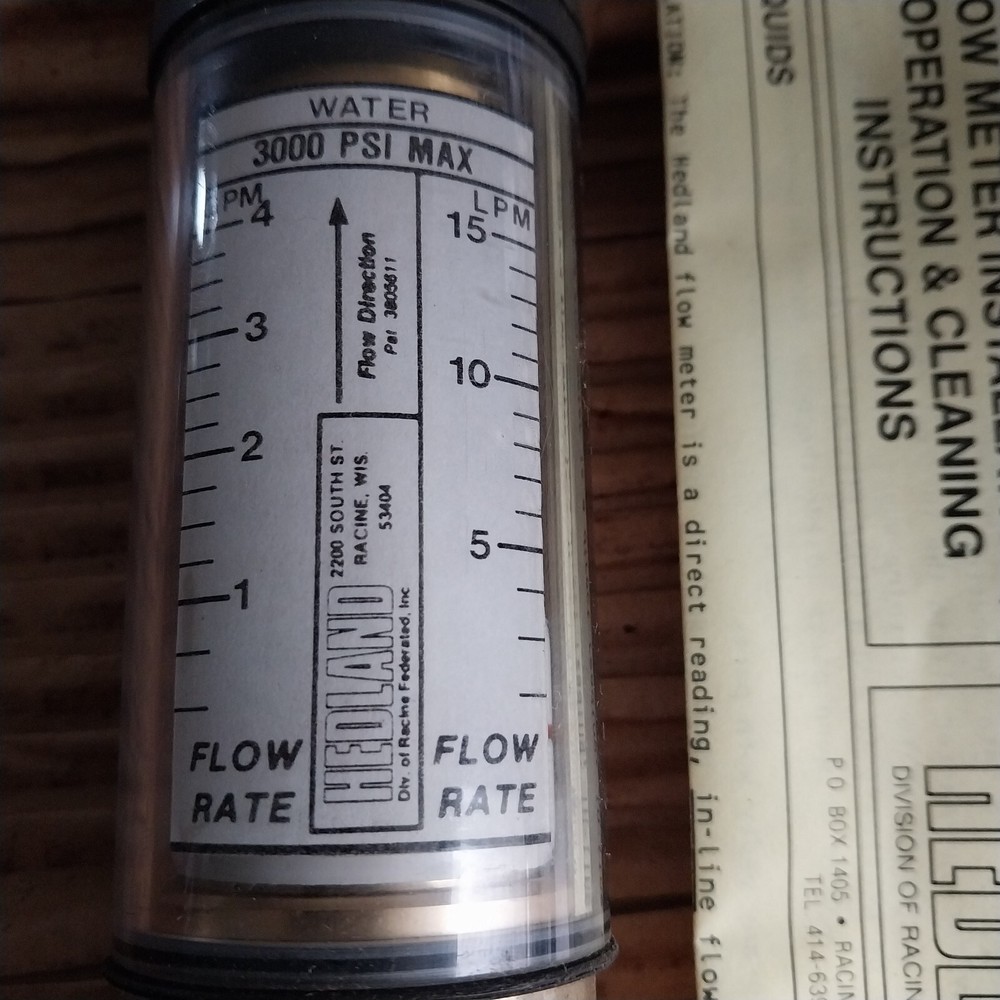 WATER
3000 PSI MAX
PM
LPM
4
3
2
1
15
10
5
Flow Direction
Pat 3805611
HEDLAND
2200 SOUTH ST.
RACINE, WIS.
53404
Div. of Racine Federated, Inc
FLOW
RATE
FLOW
RATE
OW METER
OPERATION & CLEANING
INSTRUCTIONS
QUIDS
ATION: The Hedland flow meter is a direct reading, in-line flow
DIVISION OF RACIN
P O BOX 1405 • RACIN
TEL 414-63